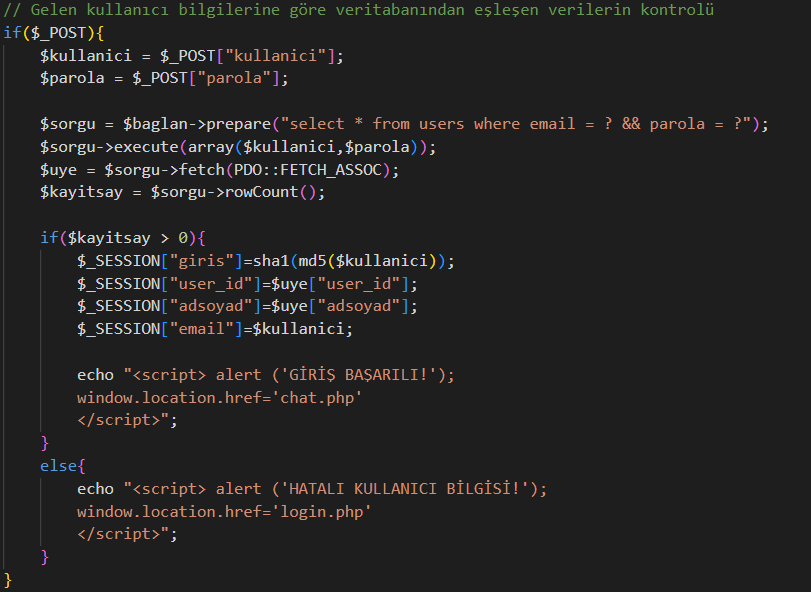 // Gelen kullanıcı bilgilerine göre veritabanından eşleşen verilerin kontrolü
if($_POST){
    $kullanici = $_POST["kullanici"];
    $parola = $_POST["parola"];

    $sorgu = $baglan->prepare("select * from users where email = ? && parola = ?");
    $sorgu->execute(array($kullanici,$parola));
    $uye = $sorgu->fetch(PDO::FETCH_ASSOC);
    $kayitsay = $sorgu->rowCount();

    if($kayitsay > 0){
        $_SESSION["giris"]=sha1(md5($kullanici));
        $_SESSION["user_id"]=$uye["user_id"];
        $_SESSION["adsoyad"]=$uye["adsoyad"];
        $_SESSION["email"]=$kullanici;

        echo "<script> alert ('GİRİŞ BAŞARILI!');
        window.location.href='chat.php'
        </script>";
    }
    else{
        echo "<script> alert ('HATALI KULLANICI BİLGİSİ!');
        window.location.href='login.php'
        </script>";
    }
}